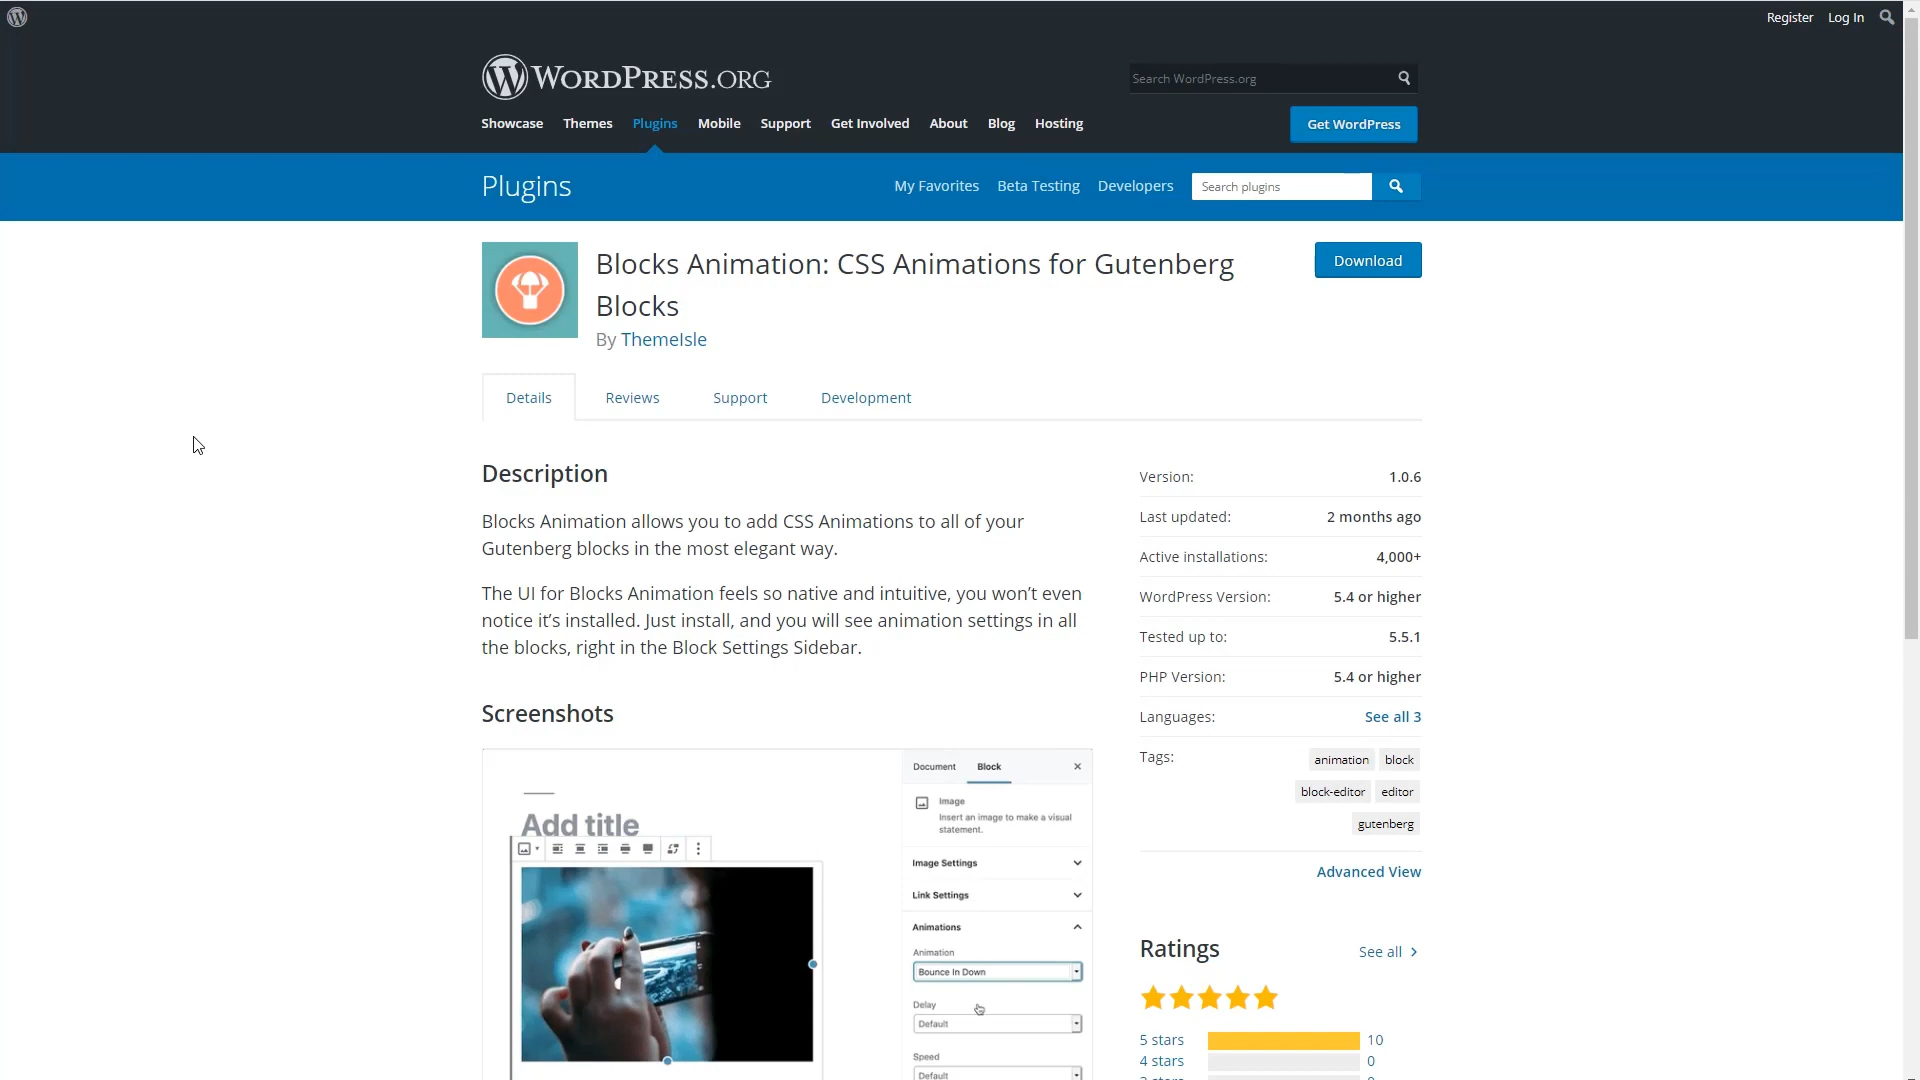 Register Log In
WORDPRESS.ORG
Search WordPress.org
Showcase Themes Plugins Mobile Support Get Involved About Blog Hosting
Get WordPress
Plugins
My Favorites Beta Testing Developers
Search plugins
Blocks Animation: CSS Animations for Gutenberg
Blocks
By ThemeIsle
Download
Details Reviews Support Development
Description
Blocks Animation allows you to add CSS Animations to all of your
Gutenberg blocks in the most elegant way.
The UI for Blocks Animation feels so native and intuitive, you won’t even
notice it’s installed. Just install, and you will see animation settings in all
the blocks, right in the Block Settings Sidebar.
Screenshots
Document Block
Add title
Image
Insert an image to make a visual
statement.
Image Settings
Link Settings
Animations
Animation
Bounce In Down
Delay
Default
Speed
Default
Version: 1.0.6
Last updated: 2 months ago
Active installations: 4,000+
WordPress Version: 5.4 or higher
Tested up to: 5.5.1
PHP Version: 5.4 or higher
Languages: See all 3
Tags: animation block
block-editor editor
gutenberg
Advanced View
Ratings See all
5 stars 10
4 stars 0